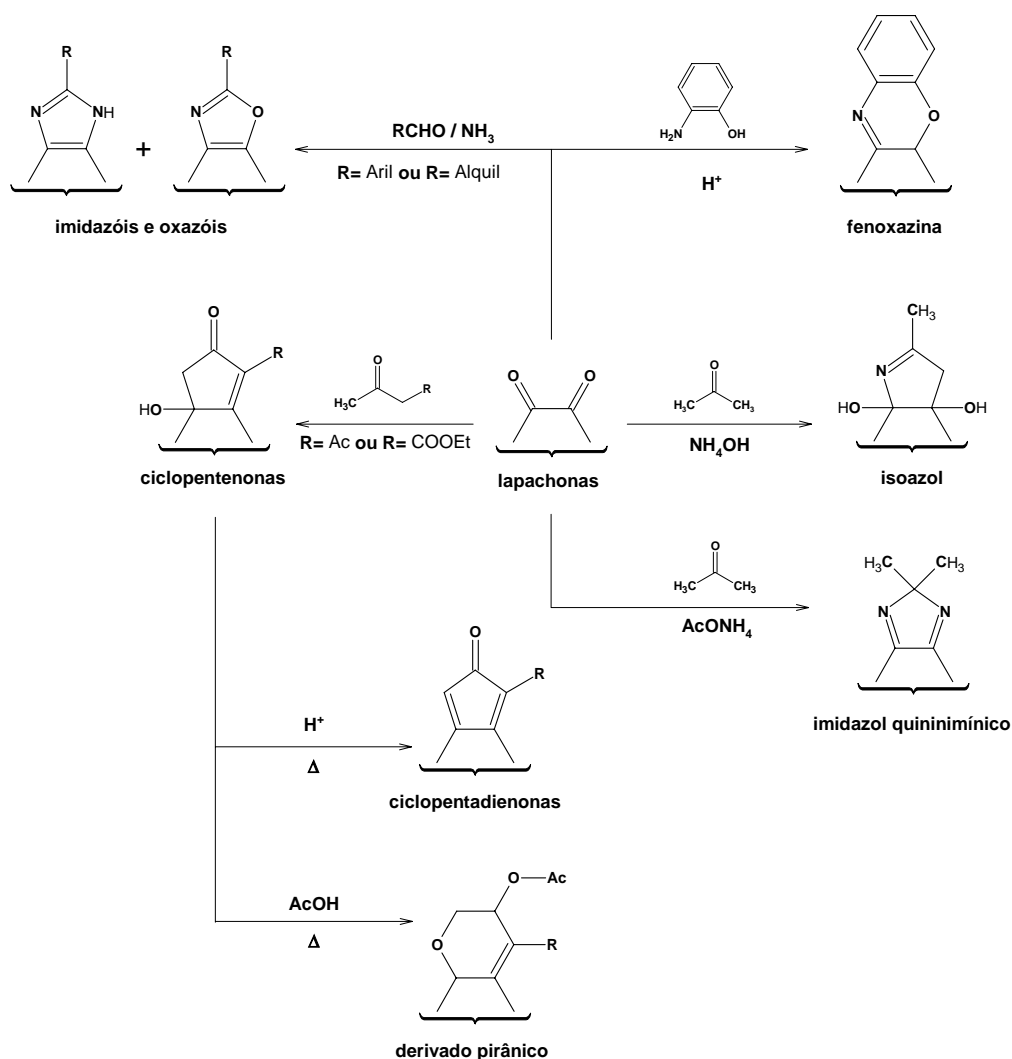 R
R
N
NH
N
O
+
imidazóis e oxazóis
RCHO / NH3
R= Aril ou R= Alquil
H2N
OH
H+
N
O
fenoxazina
O
R
HO
ciclopentenonas
O
H3C
R
R= Ac ou R= COOEt
O
O
lapachonas
O
H3C
CH3
NH4OH
CH3
N
HO
OH
isoazol
O
H3C
CH3
AcONH4
H3C
CH3
N
N
imidazol quininimínico
H+
Δ
O
R
ciclopentadienonas
AcOH
Δ
O
Ac
O
R
derivado pirânico